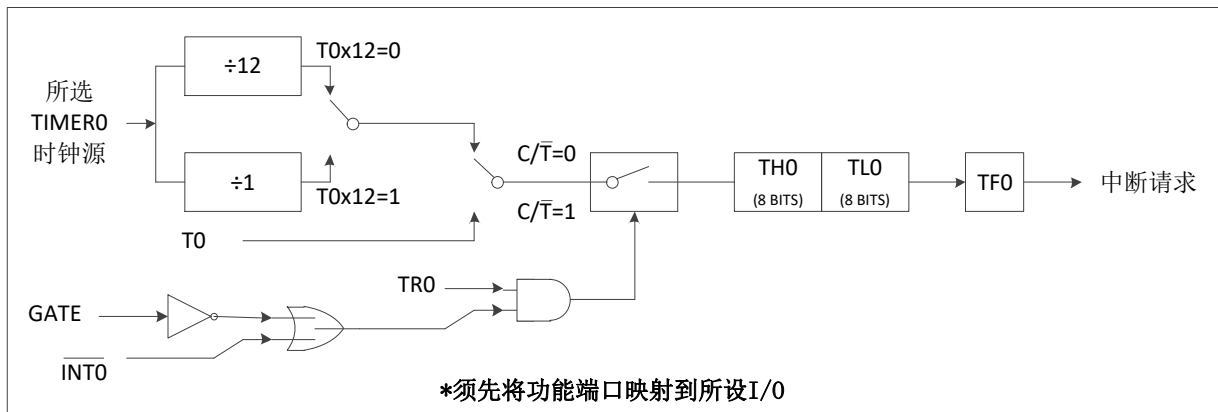 ÷12
T0x12=0
所选
TIMER0
时钟源
÷1
T0x12=1
C/T̅=0
C/T̅=1
T0
TH0
(8 BITS)
TL0
(8 BITS)
TF0
中断请求
TR0
GATE
I̅N̅T̅0̅
*须先将功能端口映射到所设I/O